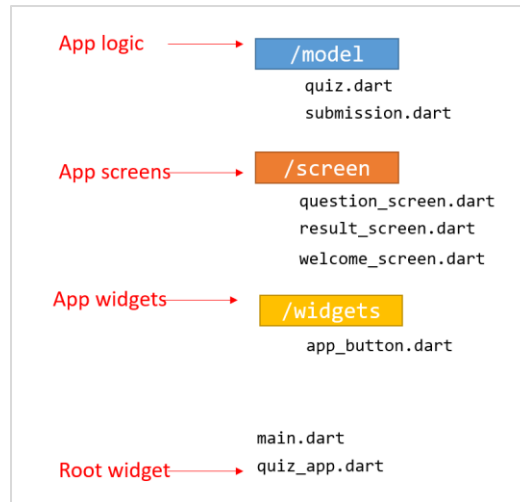 App logic
/model
quiz.dart
submission.dart
App screens
/screen
question_screen.dart
result_screen.dart
welcome_screen.dart
App widgets
/widgets
app_button.dart
main.dart
Root widget
quiz_app.dart